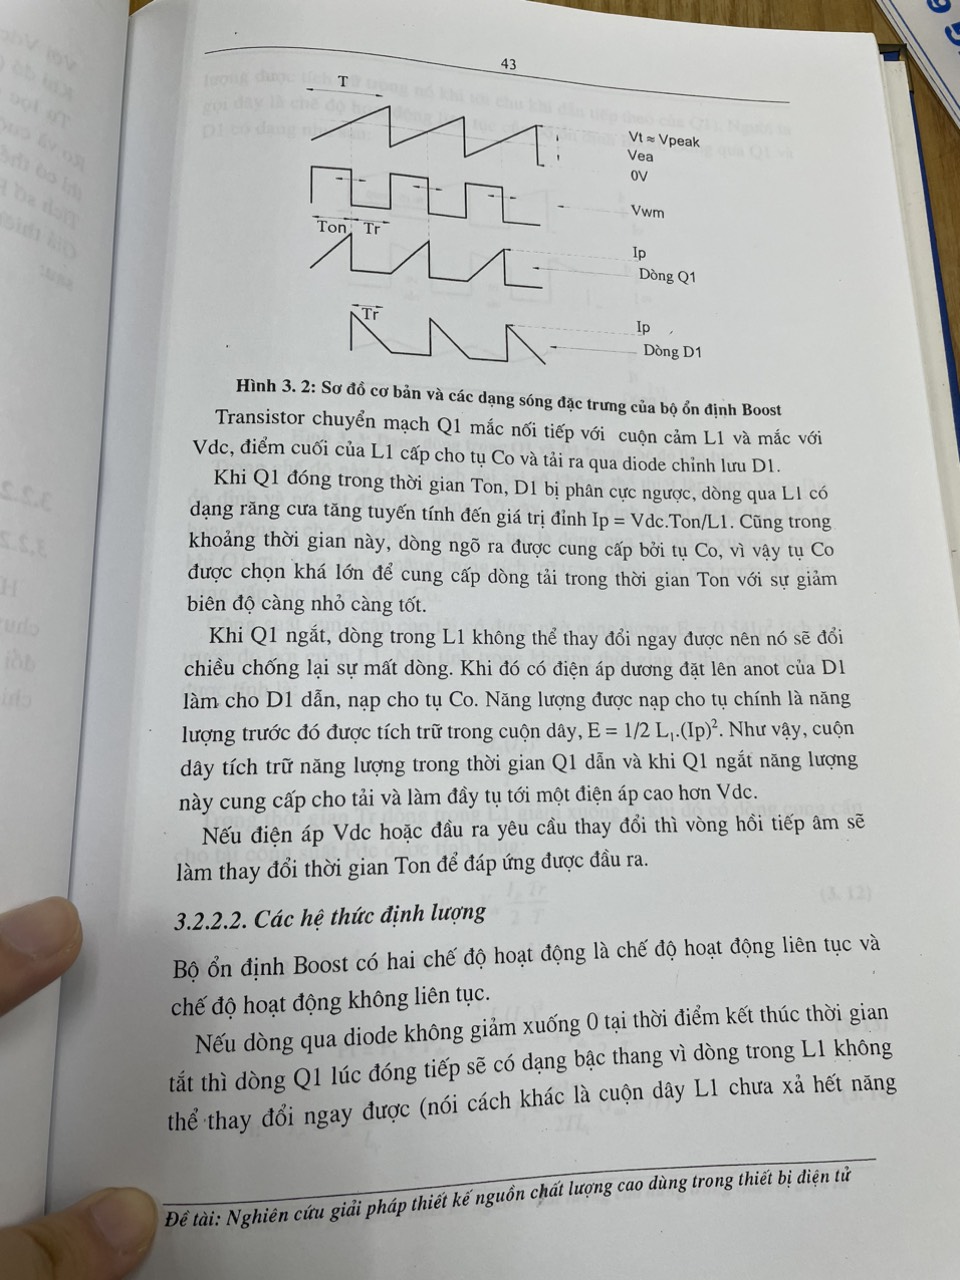 43
T
Vt ≈ Vpeak
Vea
0V
Vwm
Ton Tr
Ip
Dòng Q1
Tr
Ip
Dòng D1
Hình 3. 2: Sơ đồ cơ bản và các dạng sóng đặc trưng của bộ ổn định Boost
Transistor chuyển mạch Q1 mắc nối tiếp với cuộn cảm L1 và mắc với
Vdc, điểm cuối của L1 cấp cho tụ Co và tải ra qua diode chỉnh lưu D1.
Khi Q1 đóng trong thời gian Ton, D1 bị phân cực ngược, dòng qua L1 có
dạng răng cưa tăng tuyến tính đến giá trị đỉnh Ip = Vdc.Ton/L1. Cũng trong
khoảng thời gian này, dòng ngõ ra được cung cấp bởi tụ Co, vì vậy tụ Co
được chọn khá lớn để cung cấp dòng tải trong thời gian Ton với sự giảm
biên độ càng nhỏ càng tốt.
Khi Q1 ngắt, dòng trong L1 không thể thay đổi ngay được nên nó sẽ đổi
chiều chống lại sự mất dòng. Khi đó có điện áp dương đặt lên anot của D1
làm cho D1 dẫn, nạp cho tụ Co. Năng lượng được nạp cho tụ chính là năng
lượng trước đó được tích trữ trong cuộn dây, E = 1/2 L₁.(Ip)². Như vậy, cuộn
dây tích trữ năng lượng trong thời gian Q1 dẫn và khi Q1 ngắt năng lượng
này cung cấp cho tải và làm đầy tụ tới một điện áp cao hơn Vdc.
Nếu điện áp Vdc hoặc đầu ra yêu cầu thay đổi thì vòng hồi tiếp âm sẽ
làm thay đổi thời gian Ton để đáp ứng được đầu ra.
3.2.2.2. Các hệ thức định lượng
Bộ ổn định Boost có hai chế độ hoạt động là chế độ hoạt động liên tục và
chế độ hoạt động không liên tục.
Nếu dòng qua diode không giảm xuống 0 tại thời điểm kết thúc thời gian
tắt thì dòng Q1 lúc đóng tiếp sẽ có dạng bậc thang vì dòng trong L1 không
thể thay đổi ngay được (nói cách khác là cuộn dây L1 chưa xả hết năng
Đề tài: Nghiên cứu giải pháp thiết kế nguồn chất lượng cao dùng trong thiết bị điện tử